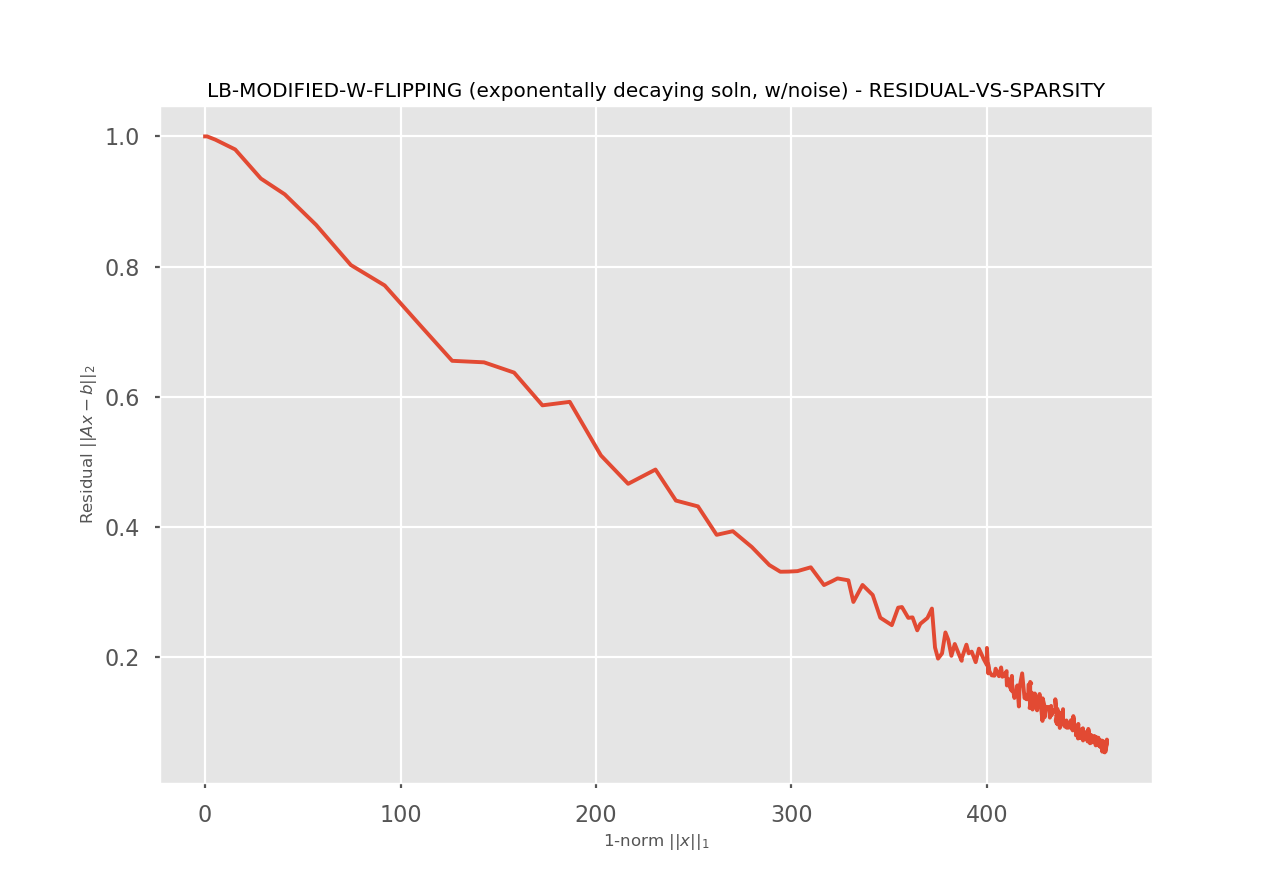 LB-MODIFIED-W-FLIPPING (exponentially decaying soln, w/noise) - RESIDUAL-VS-SPARSITY
1.0
0.8
0.6
0.4
0.2
Residual ||Ax − b||₂
0 100 200 300 400
1-norm ||x||₁